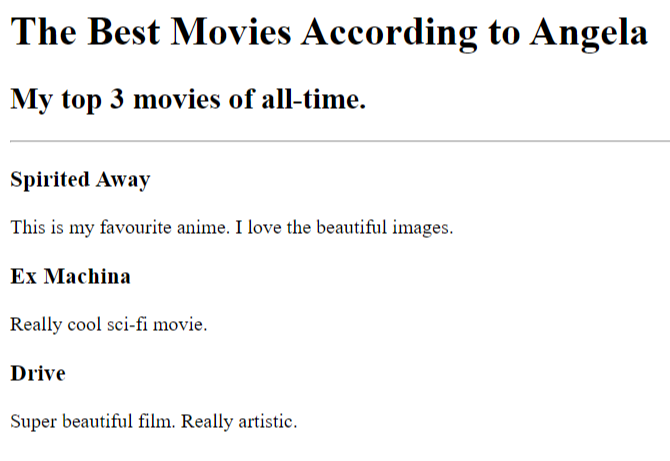 The Best Movies According to Angela
My top 3 movies of all-time.
Spirited Away
This is my favourite anime. I love the beautiful images.
Ex Machina
Really cool sci-fi movie.
Drive
Super beautiful film. Really artistic.